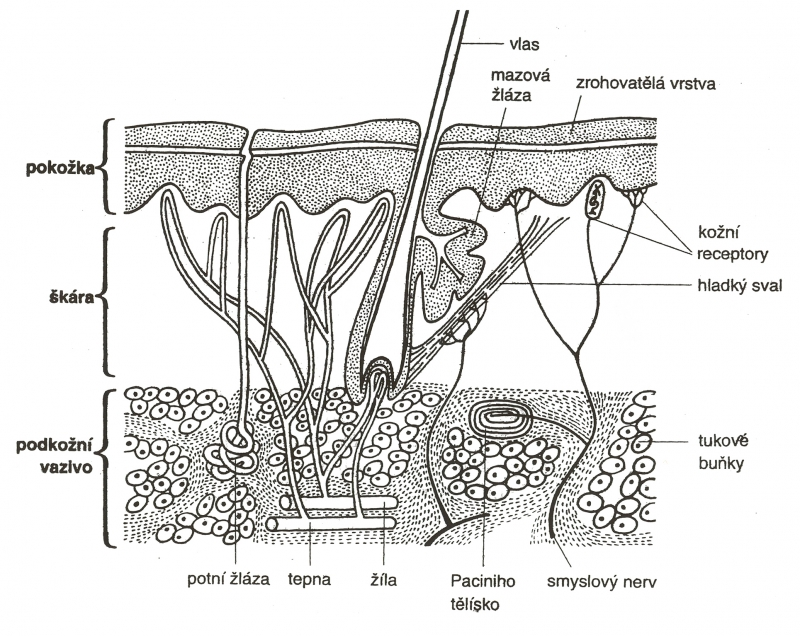 vlas
mazová
žláza
zrohovatělá vrstva
pokožka
kožní
receptory
škára
hladký sval
podkožní
vazivo
tukové
buňky
potní žláza
tepna
žíla
Paciniho
tělísko
smyslový nerv